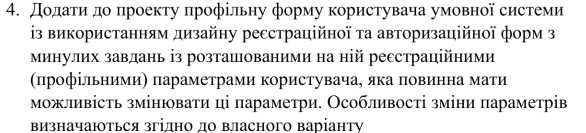 4. Додати до проекту профільну форму користувача умовної системи
із використанням дизайну реєстраційної та авторизаційної форм з
минулих завдань із розташованими на ній реєстраційними
(профільними) параметрами користувача, яка повинна мати
можливість змінювати ці параметри. Особливості зміни параметрів
визначаються згідно до власного варіанту